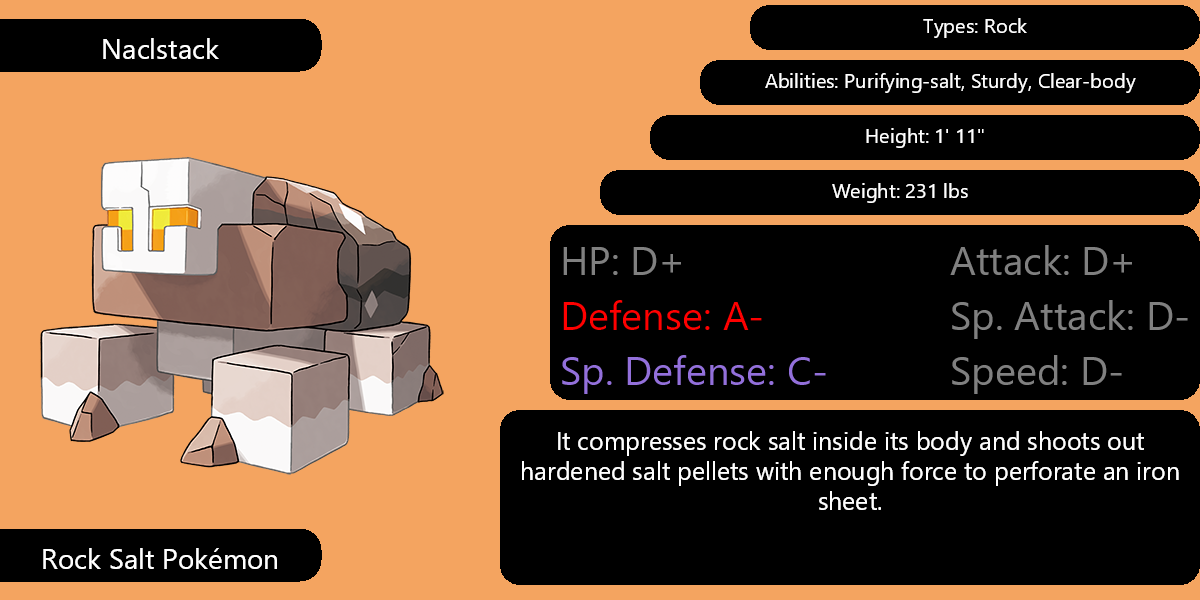 Naclstack
Types: Rock
Abilities: Purifying-salt, Sturdy, Clear-body
Height: 1' 11"
Weight: 231 lbs
HP: D+
Attack: D+
Defense: A-
Sp. Attack: D-
Sp. Defense: C-
Speed: D-
It compresses rock salt inside its body and shoots out
hardened salt pellets with enough force to perforate an iron
sheet.
Rock Salt Pokémon